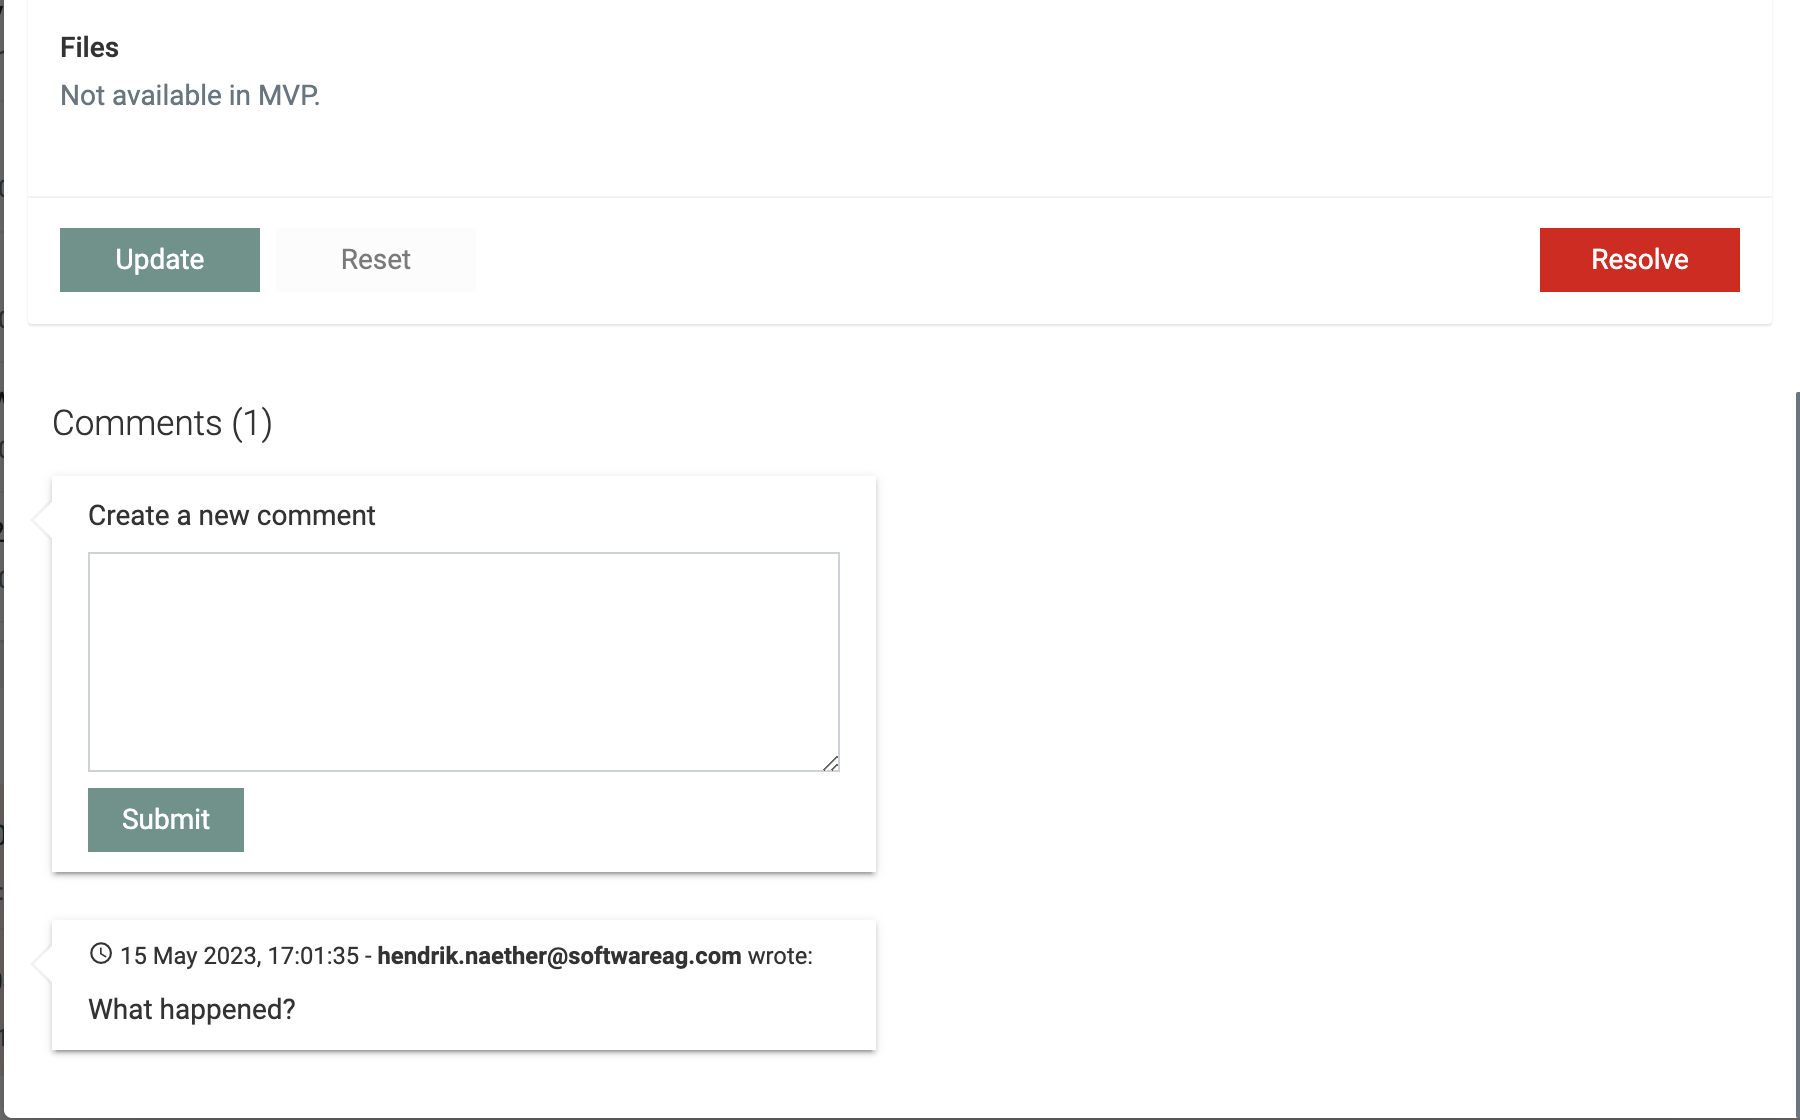 Files
Not available in MVP.
Update Reset Resolve
Comments (1)
Create a new comment
Submit
15 May 2023, 17:01:35 - hendrik.naether@softwareag.com wrote:
What happened?